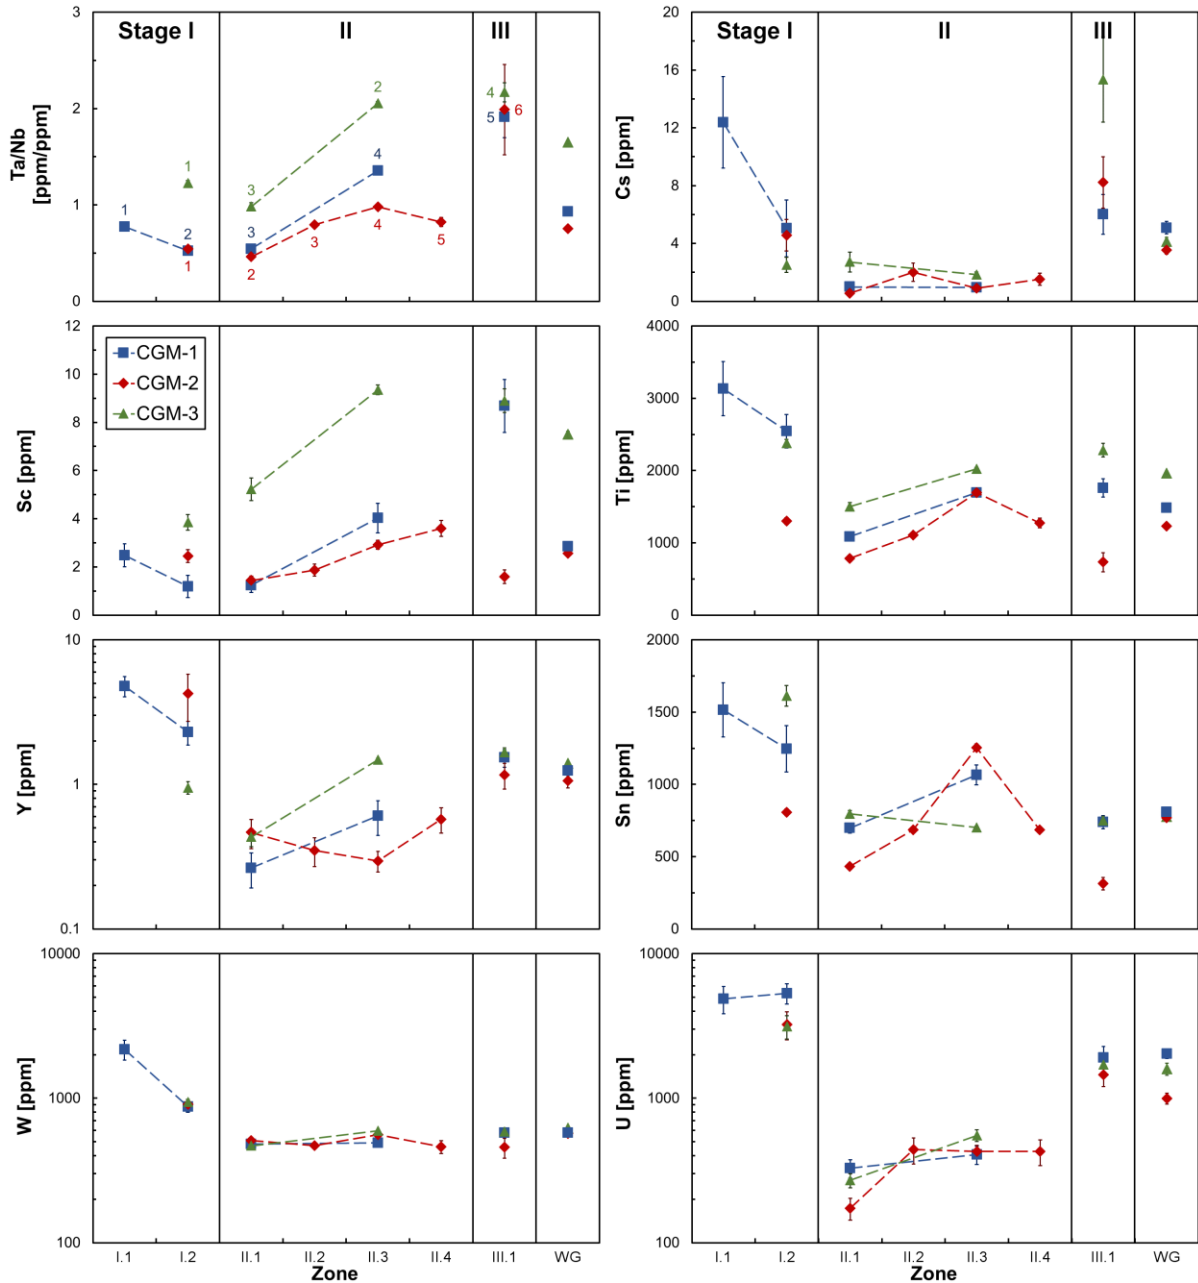 Stage I
II
III
3
2
1
0
Ta/Nb
[ppm/ppm]
1
1
2
1
3
2
3
2
4
4
5
4
5
6
Stage I
II
III
20
16
12
8
4
0
Cs [ppm]
12
10
8
6
4
2
0
Sc [ppm]
CGM-1
CGM-2
CGM-3
4000
3000
2000
1000
0
Ti [ppm]
10
1
0.1
Y [ppm]
2000
1500
1000
500
0
Sn [ppm]
10000
1000
100
W [ppm]
I.1
I.2
II.1
II.2
II.3
II.4
III.1
WG
Zone
10000
1000
100
U [ppm]
I.1
I.2
II.1
II.2
II.3
II.4
III.1
WG
Zone